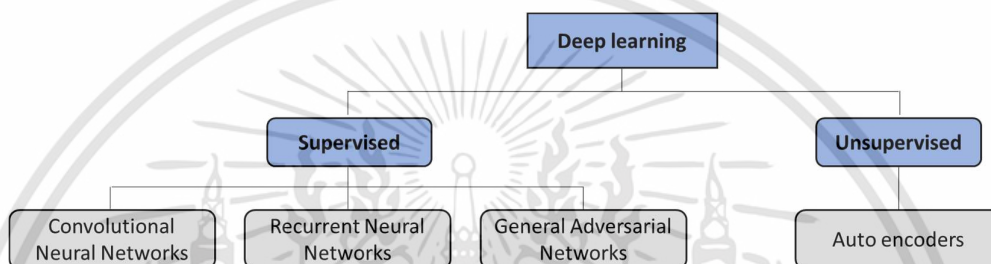 Deep learning
Supervised
Unsupervised
Convolutional
Neural Networks
Recurrent Neural
Networks
General Adversarial
Networks
Auto encoders